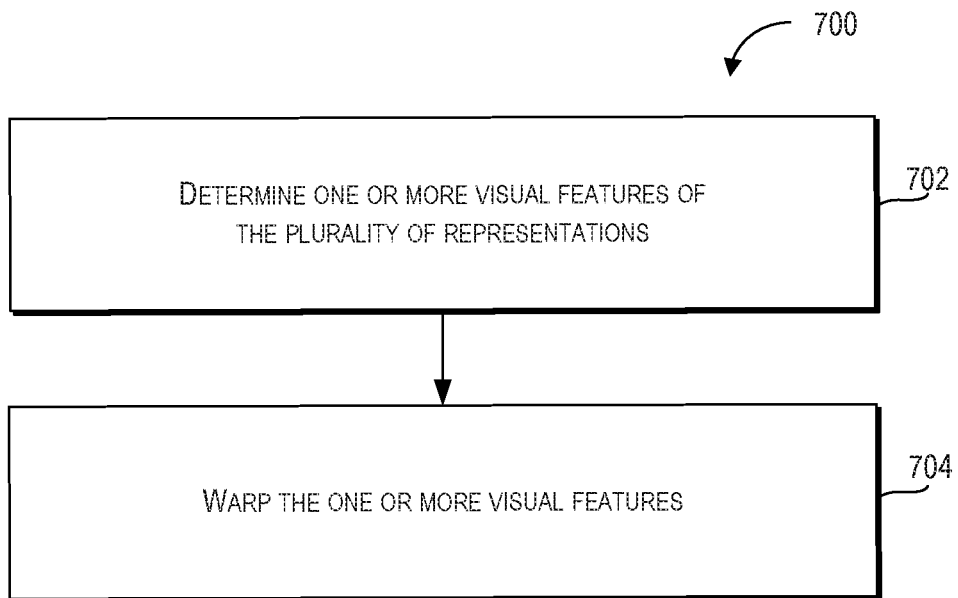 700
DETERMINE ONE OR MORE VISUAL FEATURES OF
THE PLURALITY OF REPRESENTATIONS
702
WARP THE ONE OR MORE VISUAL FEATURES
704